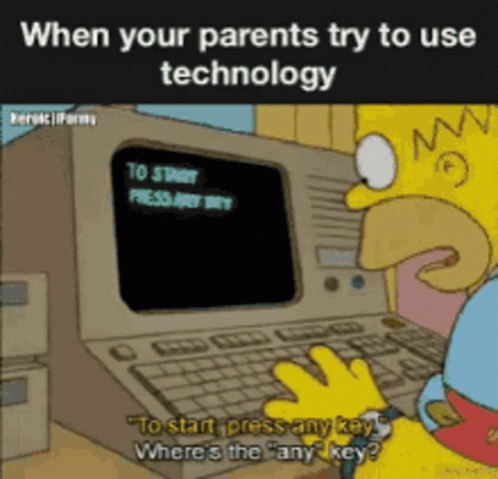 When your parents try to use
technology
TO START
PRESS ANY KEY
"To start, press any key."
Where's the "any" key?